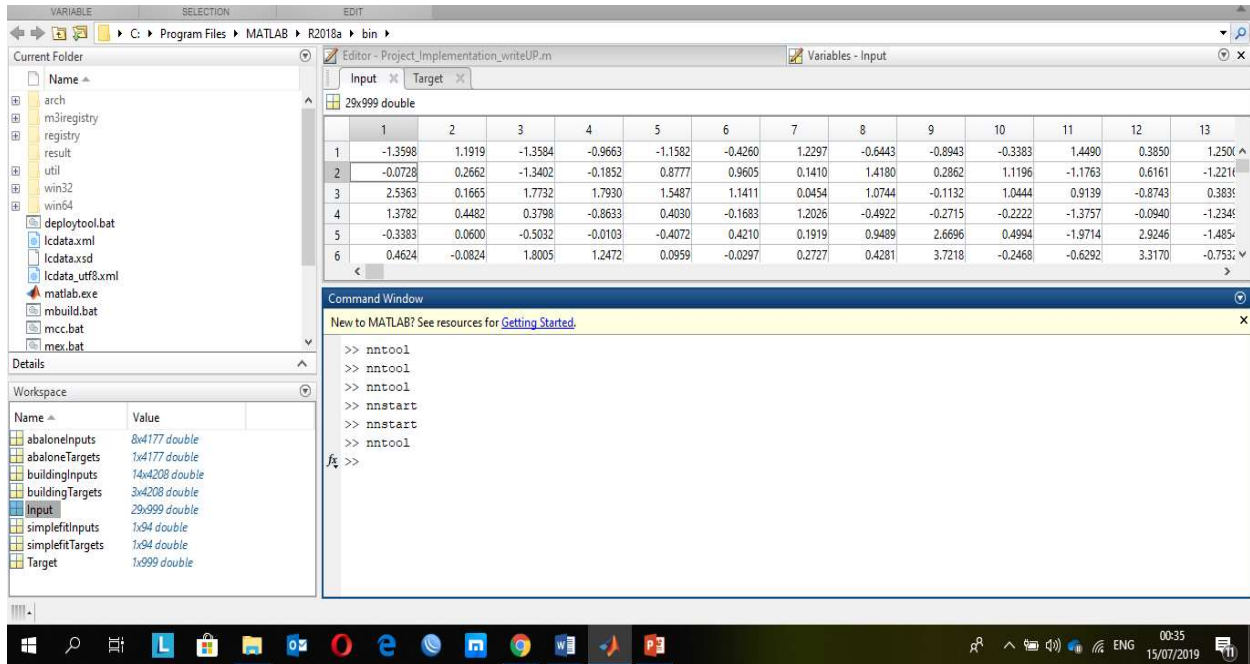 VARIABLE SELECTION EDIT
C: Program Files MATLAB R2018a bin
Current Folder
Name
arch
m3iregistry
registry
result
util
win32
win64
deploytool.bat
lcdata.xml
lcdata.xsd
lcdata_utf8.xml
matlab.exe
mbuild.bat
mcc.bat
mex.bat
Details
Workspace
Name Value
abaloneInputs 8x4177 double
abaloneTargets 1x4177 double
buildingInputs 14x4208 double
buildingTargets 3x4208 double
Input 29x999 double
simplefitInputs 1x94 double
simplefitTargets 1x94 double
Target 1x999 double
Editor - Project_Implementation_writeUP.m Variables - Input
Input Target
29x999 double
1 2 3 4 5 6 7 8 9 10 11 12 13
1 -1.3598 1.1919 -1.3584 -0.9663 -1.1582 -0.4260 1.2297 -0.6443 -0.8943 -0.3383 1.4490 0.3850 1.2500
2 -0.0728 0.2662 -1.3402 -0.1852 0.8777 0.9605 0.1410 1.4180 0.2862 1.1196 -1.1763 0.6161 -1.2216
3 2.5363 0.1665 1.7732 1.7930 1.5487 1.1411 0.0454 1.0744 -0.1132 1.0444 0.9139 -0.8743 0.3839
4 1.3782 0.4482 0.3798 -0.8633 0.4030 -0.1683 1.2026 -0.4922 -0.2715 -0.2222 -1.3757 -0.0940 -1.2349
5 -0.3383 0.0600 -0.5032 -0.0103 -0.4072 0.4210 0.1919 0.9489 2.6696 0.4994 -1.9714 2.9246 -1.4854
6 0.4624 -0.0824 1.8005 1.2472 0.0959 -0.0297 0.2727 0.4281 3.7218 -0.2468 -0.6292 3.3170 -0.7532
Command Window
New to MATLAB? See resources for Getting Started.
>> nntool
>> nntool
>> nntool
>> nnstart
>> nnstart
>> nntool
fx >>
ENG 00:35
15/07/2019